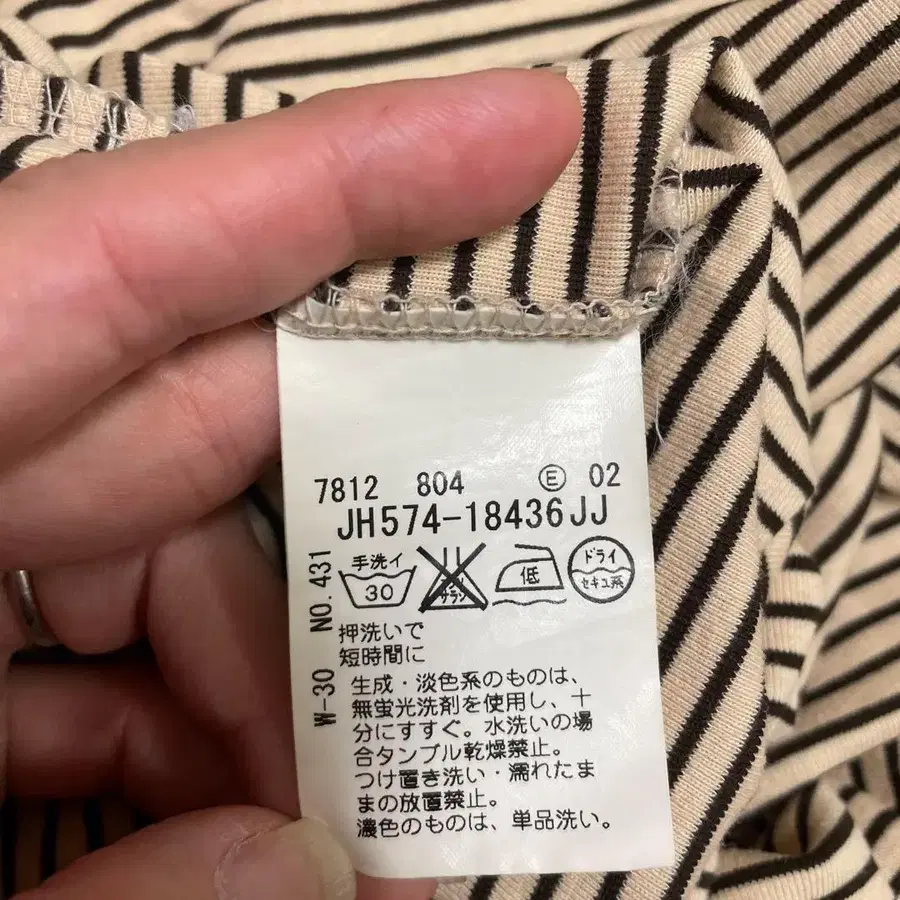 7812 804 Ⓔ 02
JH574-18436JJ
手洗イ
30
低
ドライ
セキユ系
NO. 431
W-30
押洗いで
短時間に
生成・淡色系のものは、
無蛍光洗剤を使用し、十
分にすすぐ。水洗いの場
合タンブル乾燥禁止。
つけ置き洗い・濡れたま
まの放置禁止。
濃色のものは、単品洗い。